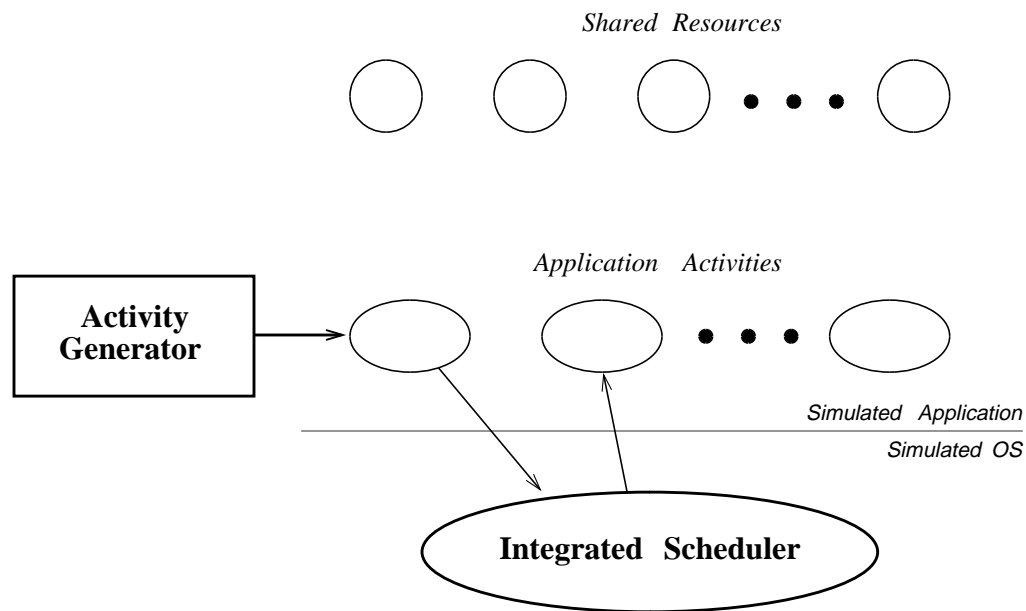 Shared Resources
Application Activities
Activity
Generator
Simulated Application
Simulated OS
Integrated Scheduler